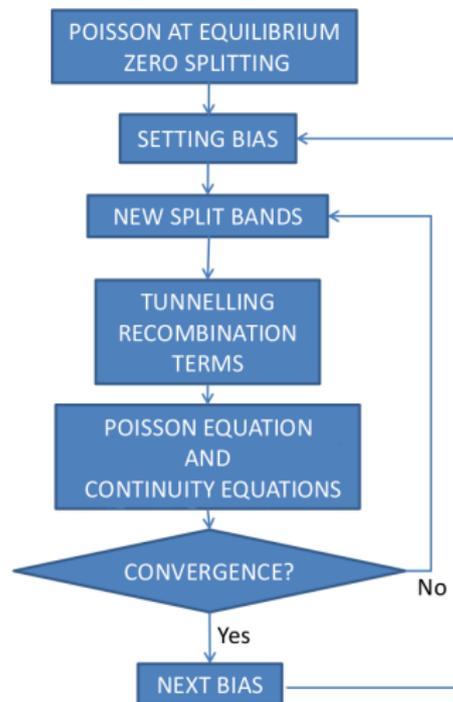 POISSON AT EQUILIBRIUM
ZERO SPLITTING
SETTING BIAS
NEW SPLIT BANDS
TUNNELLING
RECOMBINATION
TERMS
POISSON EQUATION
AND
CONTINUITY EQUATIONS
CONVERGENCE?
No
Yes
NEXT BIAS